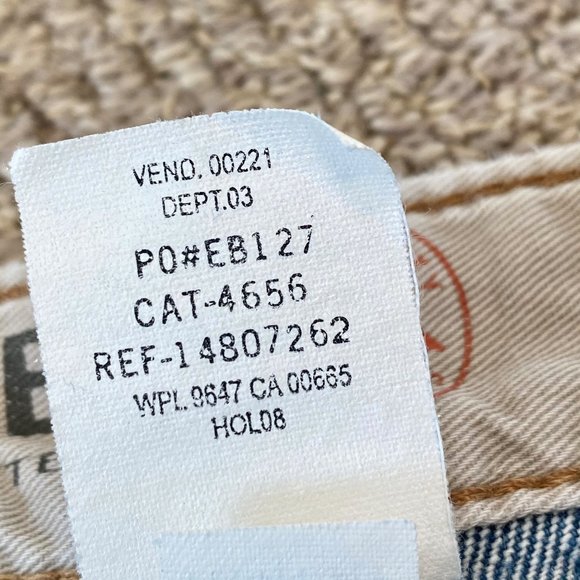 VEND. 00221
DEPT.03
PO#EB127
CAT-4656
REF-14807262
WPL 9647 CA 00665
HOL08